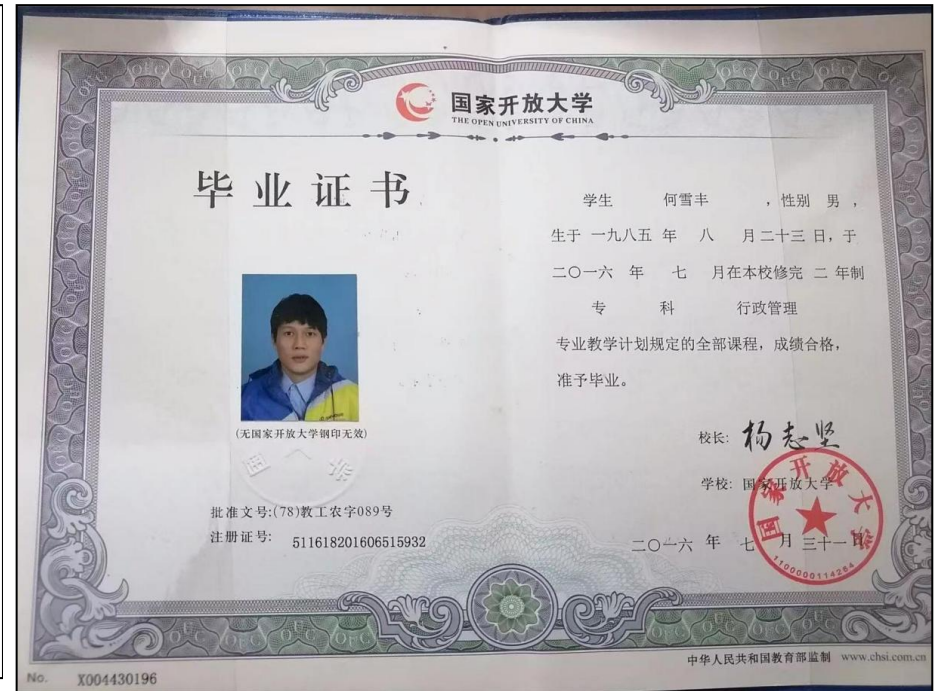 国家开放大学
THE OPEN UNIVERSITY OF CHINA
毕业证书
(无国家开放大学钢印无效)
批准文号:(78)教工农字089号
注册证号: 511618201606515932
学生 何雪丰 ,性别 男 ,
生于 一九八五 年 八 月二十三 日,于
二〇一六 年 七 月在本校修完 二 年制
专 科 行政管理
专业教学计划规定的全部课程,成绩合格,
准予毕业。
校长: 杨志坚
学校: 国家开放大学
二〇一六 年 七 月 三十一日
国家开放大学
1100000114264
中华人民共和国教育部监制 www.chsi.com.cn
No. X004430196